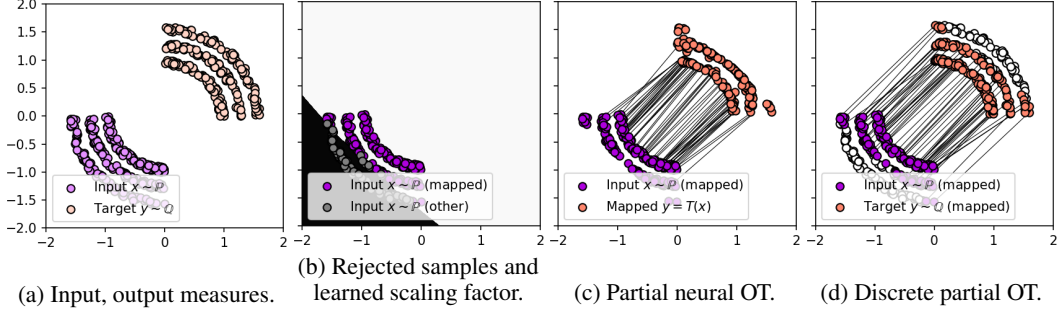 2.0
1.5
1.0
0.5
0.0
−0.5
−1.0
−1.5
−2.0
−2 −1 0 1 2
Input x ∼ ℙ
Target y ∼ ℚ
(a) Input, output measures.
−2 −1 0 1 2
Input x ∼ ℙ (mapped)
Input x ∼ ℙ (other)
(b) Rejected samples and
learned scaling factor.
−2 −1 0 1 2
Input x ∼ ℙ (mapped)
Mapped y = T(x)
(c) Partial neural OT.
−2 −1 0 1 2
Input x ∼ ℙ (mapped)
Target y ∼ ℚ (mapped)
(d) Discrete partial OT.